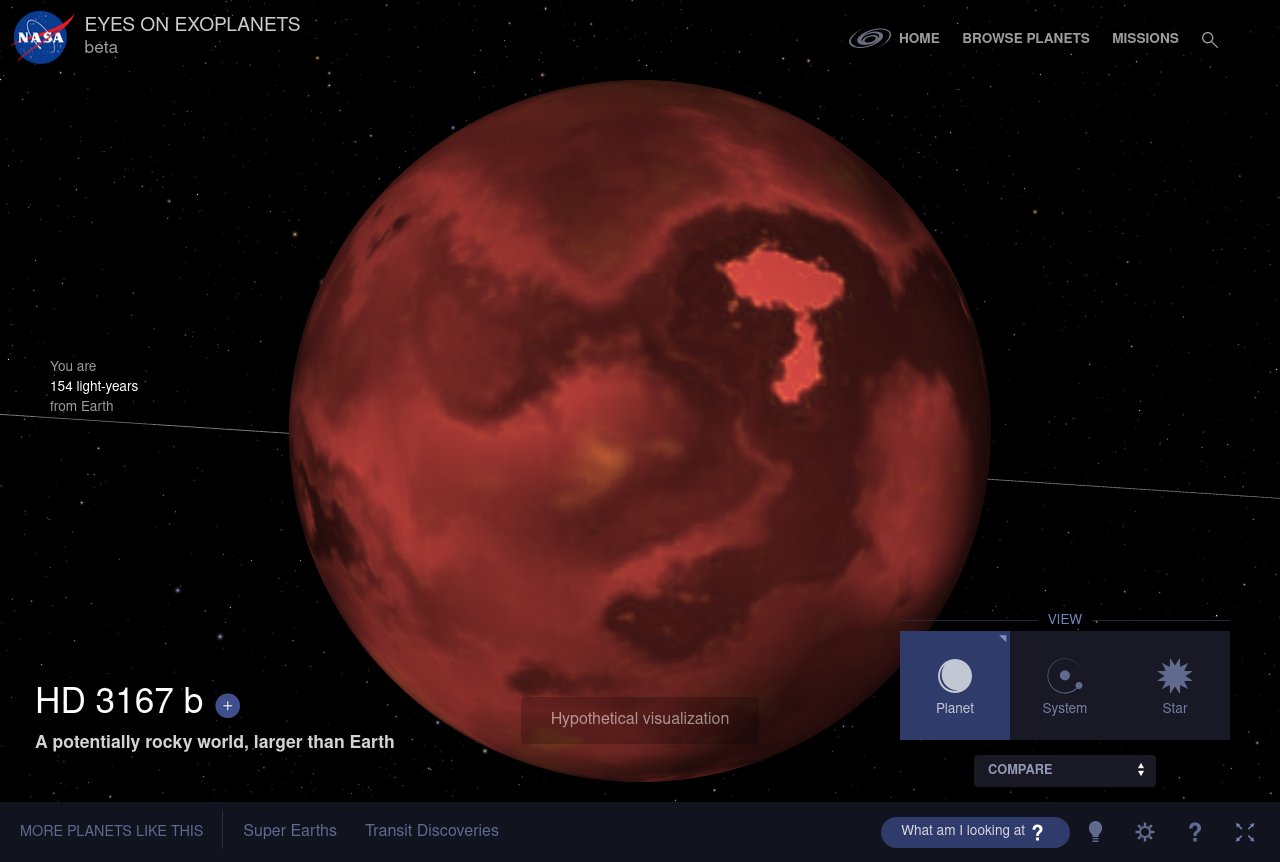 NASA
EYES ON EXOPLANETS
beta
HOME
BROWSE PLANETS
MISSIONS
You are
154 light-years
from Earth
VIEW
Planet
System
Star
HD 3167 b +
A potentially rocky world, larger than Earth
Hypothetical visualization
COMPARE
MORE PLANETS LIKE THIS
Super Earths
Transit Discoveries
What am I looking at ?
?